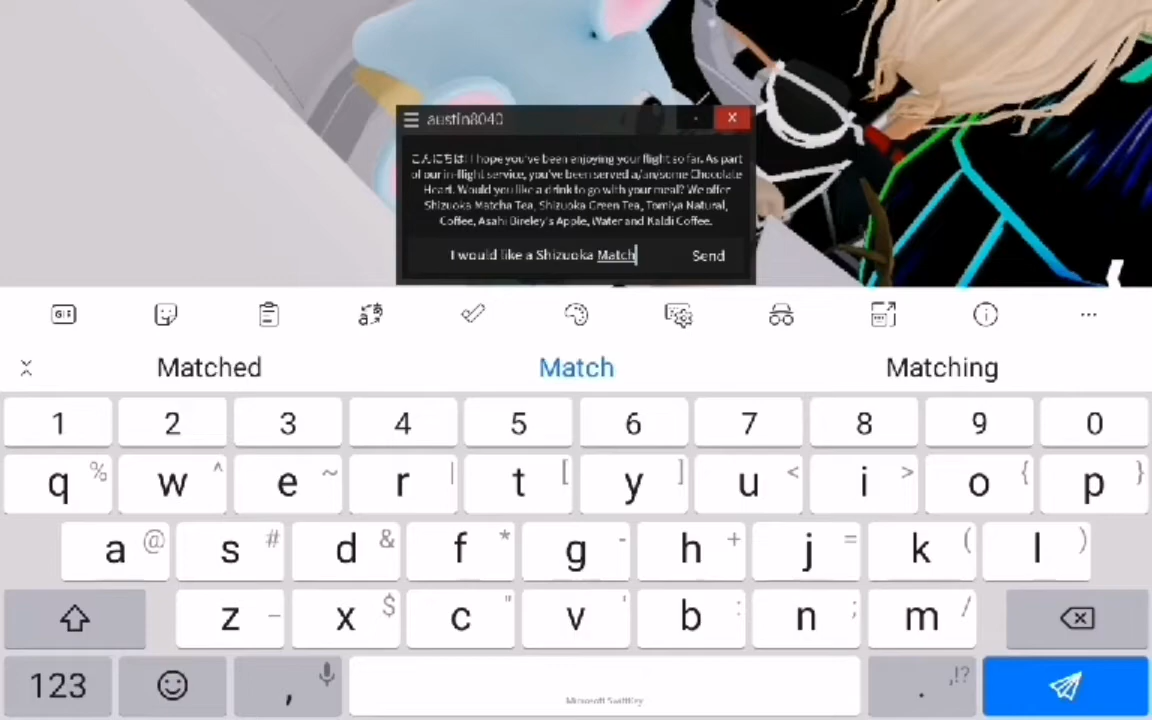 austin8040
こんにちは! I hope you've been enjoying your flight so far. As part
of our in-flight service, you've been served a/an/some Chocolate
Heart. Would you like a drink to go with your meal? We offer
Shizuoka Matcha Tea, Shizuoka Green Tea, Tomiya Natural,
Coffee, Asahi Bireley's Apple, Water and Kaldi Coffee.
I would like a Shizuoka Match Send
GIF aあ
Matched Match Matching
1 2 3 4 5 6 7 8 9 0
q % w ^ e ~ r | t [ y ] u < i > o { p }
a @ s # d & f * g - h + j = k ( l )
z _ x $ c " v ' b : n ; m /
123 , Microsoft SwiftKey . ,!?